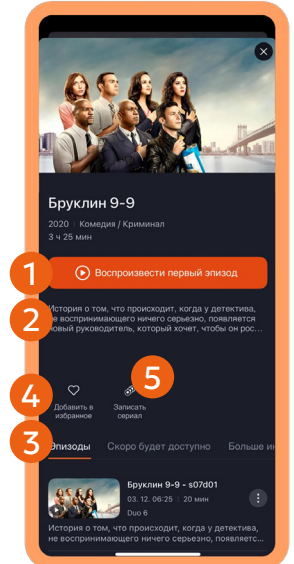 Бруклин 9-9
2020 | Комедия / Криминал
3 ч 25 мин
1
Воспроизвести первый эпизод
История о том, что происходит, когда у детектива,
2
не воспринимающего ничего серьезно, появляется
новый руководитель, который хочет, чтобы он рос...
5
4
Добавить в
избранное
Записать
сериал
3
Эпизоды
Скоро будет доступно
Больше ин
Бруклин 9-9 - s07d01
03. 12. 06:25 | 20 мин
Duo 6
История о том, что происходит, когда у детектива,
не воспринимающего ничего серьезно, появляетс...